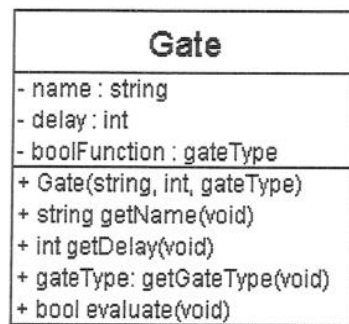 Gate
- name : string
- delay : int
- boolFunction : gateType
+ Gate(string, int, gateType)
+ string getName(void)
+ int getDelay(void)
+ gateType: getGateType(void)
+ bool evaluate(void)